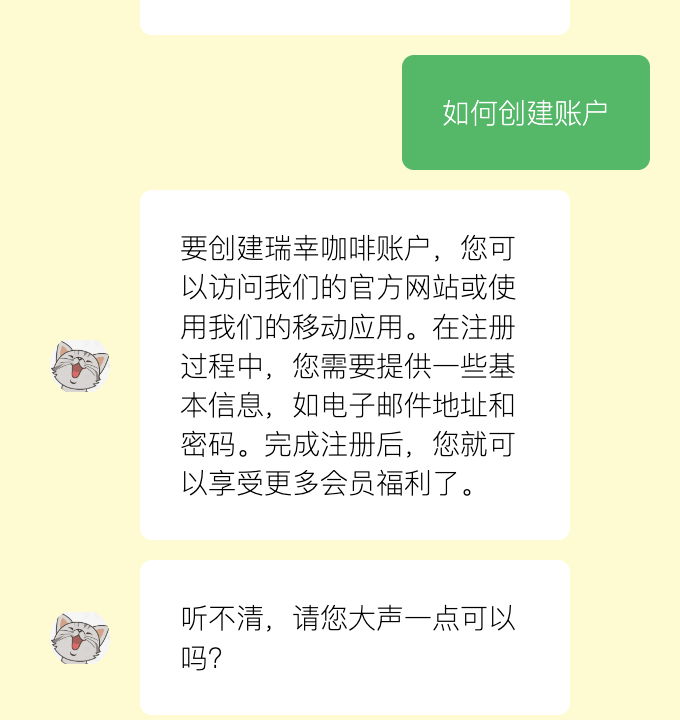 如何创建账户
要创建瑞幸咖啡账户，您可
以访问我们的官方网站或使
用我们的移动应用。在注册
过程中，您需要提供一些基
本信息，如电子邮件地址和
密码。完成注册后，您就可
以享受更多会员福利了。
听不清，请您大声一点可以
吗？